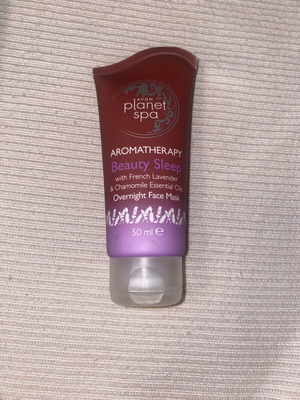 AVON
planet
spa
AROMATHERAPY
Beauty Sleep
with French Lavender
& Chamomile Essential Oils
Overnight Face Mask
50 ml e